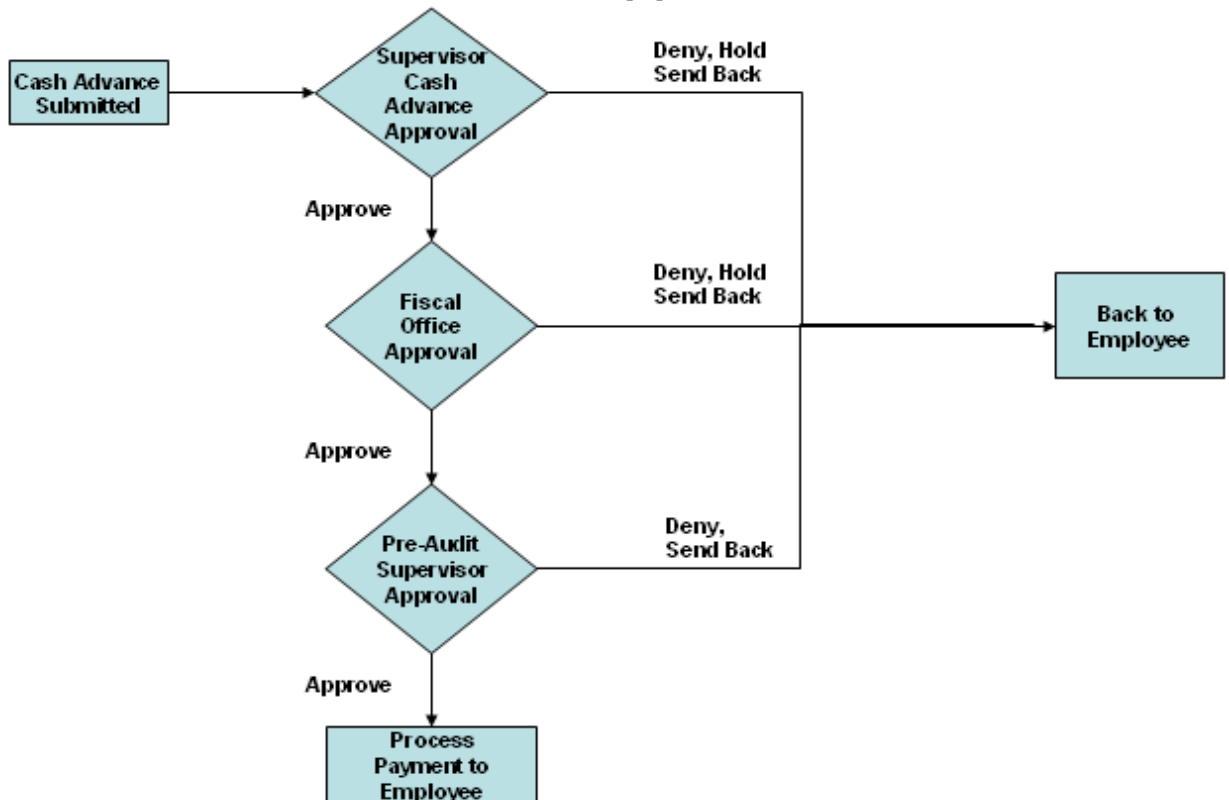 Cash Advance
Submitted
Supervisor
Cash
Advance
Approval
Deny, Hold
Send Back
Approve
Fiscal
Office
Approval
Deny, Hold
Send Back
Back to
Employee
Approve
Pre-Audit
Supervisor
Approval
Deny,
Send Back
Approve
Process
Payment to
Employee